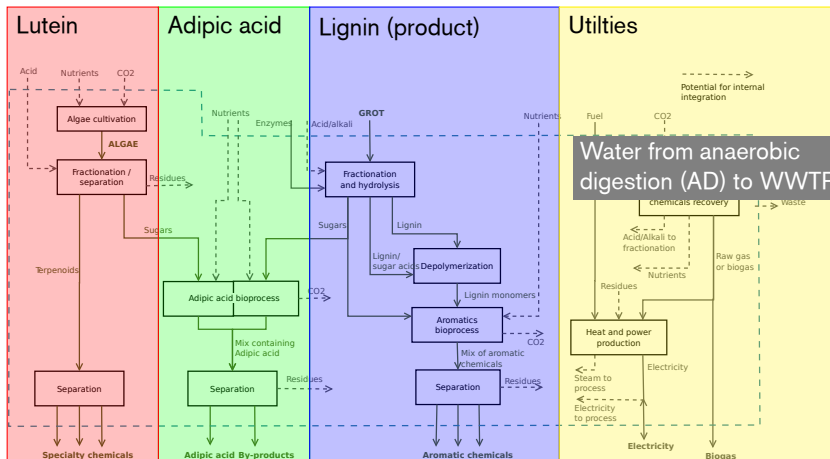 Lutein
Adipic acid
Lignin (product)
Utilties
Acid
Nutrients
CO2
Algae cultivation
ALGAE
Fractionation /
separation
Residues
Sugars
Terpenoids
Separation
Specialty chemicals
Nutrients
Adipic acid bioprocess
CO2
Mix containing
Adipic acid
Separation
Residues
Adipic acid By-products
Enzymes
Acid/alkali
GROT
Nutrients
Fractionation
and hydrolysis
Sugars
Lignin
Lignin/
sugar acids
Depolymerization
Lignin monomers
Aromatics
bioprocess
CO2
Mix of aromatic
chemicals
Separation
Residues
Aromatic chemicals
Potential for internal
integration
Fuel
CO2
Water from anaerobic
digestion (AD) to WWTP
chemicals recovery
Waste
Acid/Alkali to
fractionation
Nutrients
Raw gas
or biogas
Residues
Heat and power
production
Electricity
Steam to
process
Electricity
to process
Electricity
Biogas